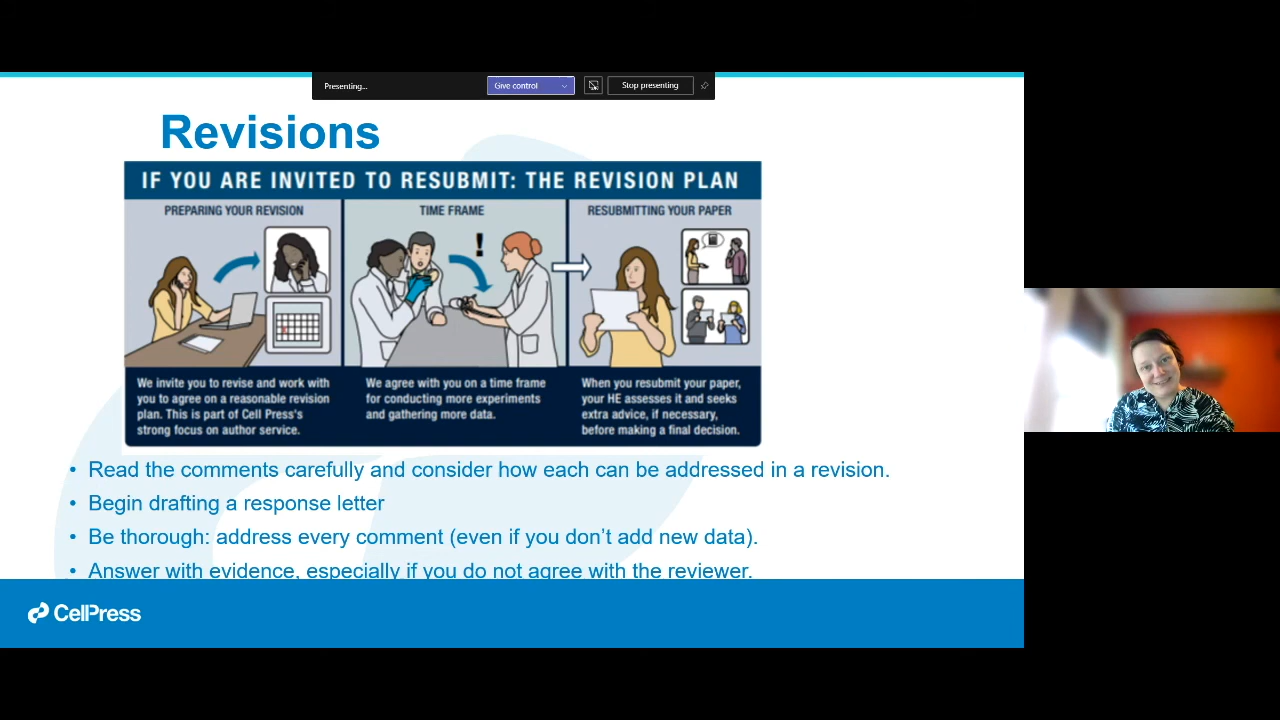 Presenting...
Give control
Stop presenting
Revisions
IF YOU ARE INVITED TO RESUBMIT: THE REVISION PLAN
PREPARING YOUR REVISION
We invite you to revise and work with
you to agree on a reasonable revision
plan. This is part of Cell Press's
strong focus on author service.
TIME FRAME
!
We agree with you on a time frame
for conducting more experiments
and gathering more data.
RESUBMITTING YOUR PAPER
When you resubmit your paper,
your HE assesses it and seeks
extra advice, if necessary,
before making a final decision.
• Read the comments carefully and consider how each can be addressed in a revision.
• Begin drafting a response letter
• Be thorough: address every comment (even if you don’t add new data).
• Answer with evidence, especially if you do not agree with the reviewer.
CellPress